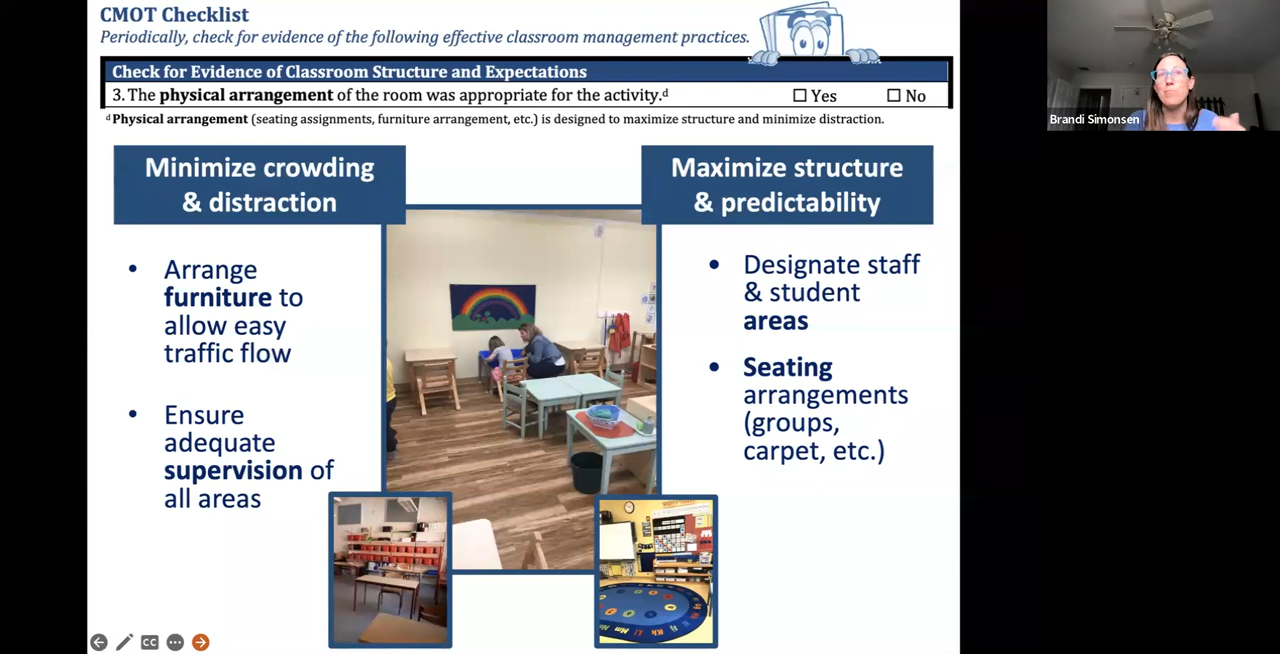 CMOT Checklist
Periodically, check for evidence of the following effective classroom management practices.
Check for Evidence of Classroom Structure and Expectations
3. The physical arrangement of the room was appropriate for the activity.ᵈ ☐ Yes ☐ No
ᵈ Physical arrangement (seating assignments, furniture arrangement, etc.) is designed to maximize structure and minimize distraction.
Minimize crowding
& distraction
• Arrange
furniture to
allow easy
traffic flow
• Ensure
adequate
supervision of
all areas
Maximize structure
& predictability
• Designate staff
& student
areas
• Seating
arrangements
(groups,
carpet, etc.)
CC
Brandi Simonsen